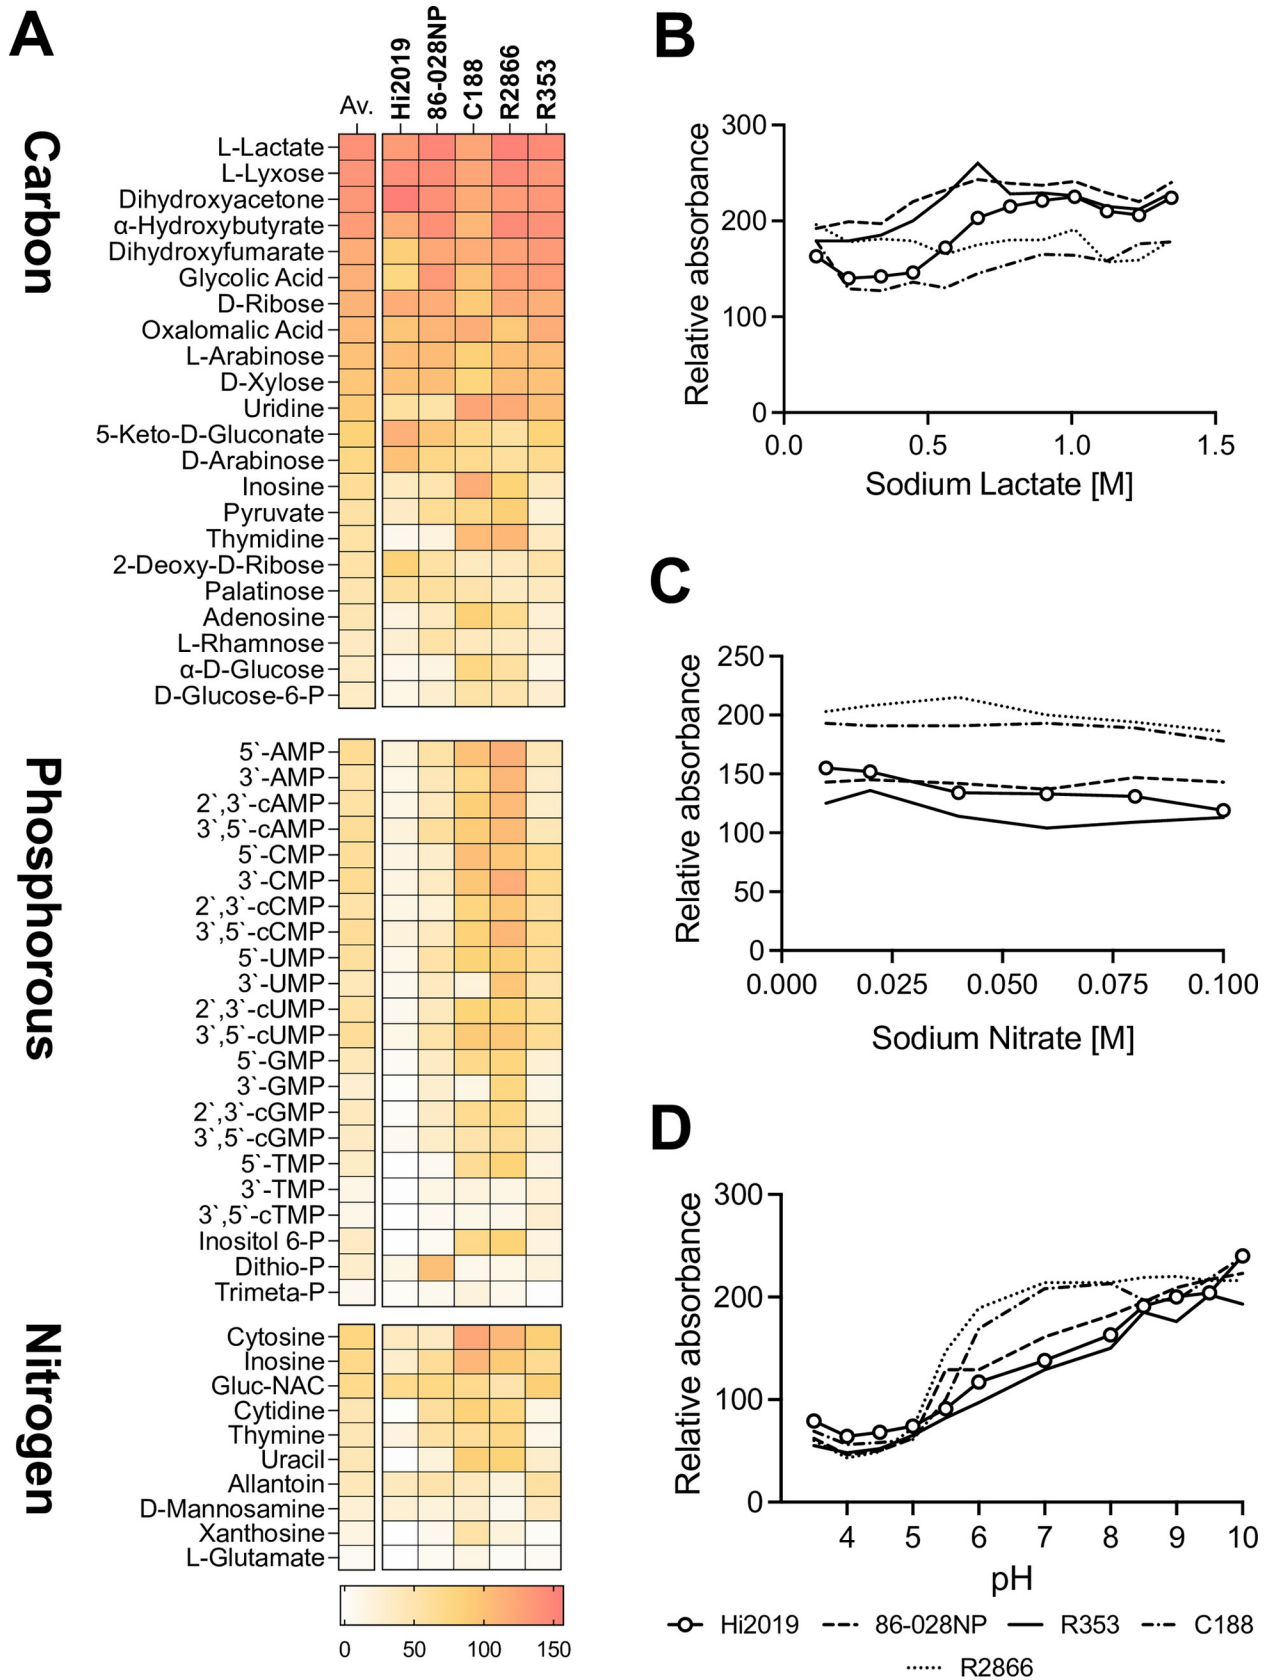 A
Av.
Hi2019
86-028NP
C188
R2866
R353
Carbon
L-Lactate
L-Lyxose
Dihydroxyacetone
α-Hydroxybutyrate
Dihydroxyfumarate
Glycolic Acid
D-Ribose
Oxalomalic Acid
L-Arabinose
D-Xylose
Uridine
5-Keto-D-Gluconate
D-Arabinose
Inosine
Pyruvate
Thymidine
2-Deoxy-D-Ribose
Palatinose
Adenosine
L-Rhamnose
α-D-Glucose
D-Glucose-6-P
Phosphorous
5`-AMP
3`-AMP
2`,3`-cAMP
3`,5`-cAMP
5`-CMP
3`-CMP
2`,3`-cCMP
3`,5`-cCMP
5`-UMP
3`-UMP
2`,3`-cUMP
3`,5`-cUMP
5`-GMP
3`-GMP
2`,3`-cGMP
3`,5`-cGMP
5`-TMP
3`-TMP
3`,5`-cTMP
Inositol 6-P
Dithio-P
Trimeta-P
Nitrogen
Cytosine
Inosine
Gluc-NAC
Cytidine
Thymine
Uracil
Allantoin
D-Mannosamine
Xanthosine
L-Glutamate
0 50 100 150
B
Relative absorbance
300
200
100
0
0.0 0.5 1.0 1.5
Sodium Lactate [M]
C
Relative absorbance
250
200
150
100
50
0
0.000 0.025 0.050 0.075 0.100
Sodium Nitrate [M]
D
Relative absorbance
300
200
100
0
4 5 6 7 8 9 10
pH
Hi2019 86-028NP R353 C188
R2866